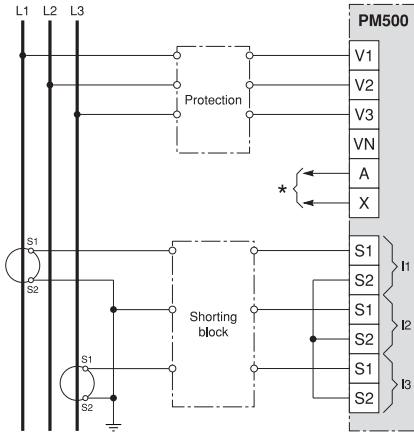 L1 L2 L3
PM500
V1
V2
Protection
V3
VN
A
*
X
S1
S1
I1
S2
S2
S1
Shorting
block
I2
S2
S1
S1
I3
S2
S2